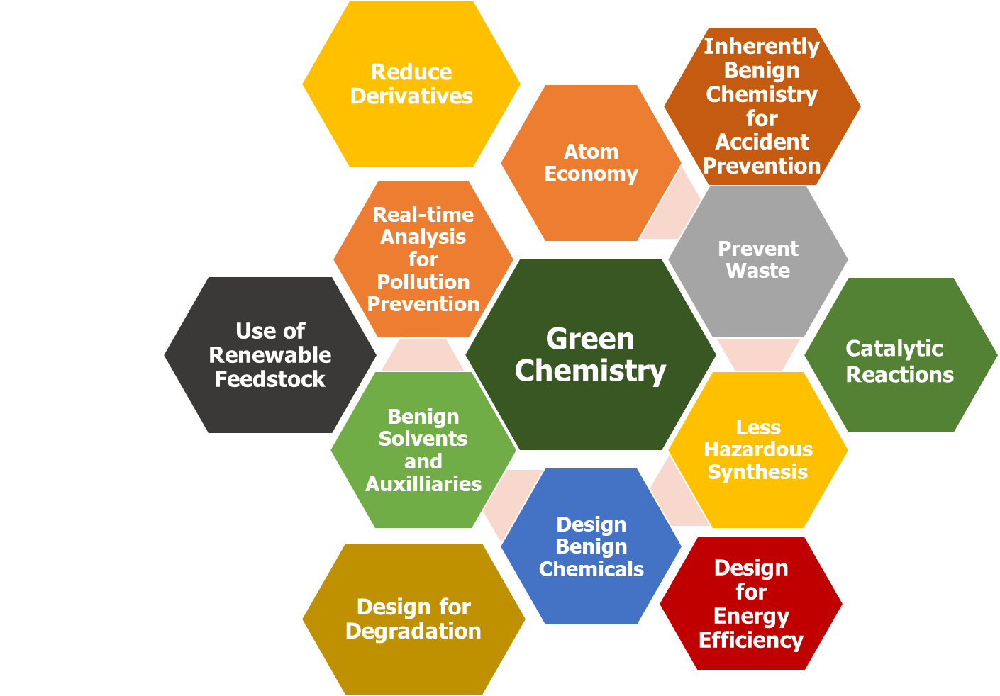 Reduce
Derivatives
Inherently
Benign
Chemistry
for
Accident
Prevention
Atom
Economy
Real-time
Analysis
for
Pollution
Prevention
Prevent
Waste
Use of
Renewable
Feedstock
Green
Chemistry
Catalytic
Reactions
Benign
Solvents
and
Auxilliaries
Less
Hazardous
Synthesis
Design
Benign
Chemicals
Design for
Degradation
Design
for
Energy
Efficiency